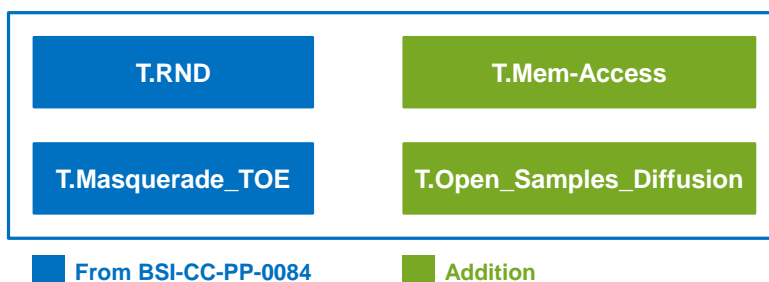 T.RND
T.Mem-Access
T.Masquerade_TOE
T.Open_Samples_Diffusion
From BSI-CC-PP-0084
Addition